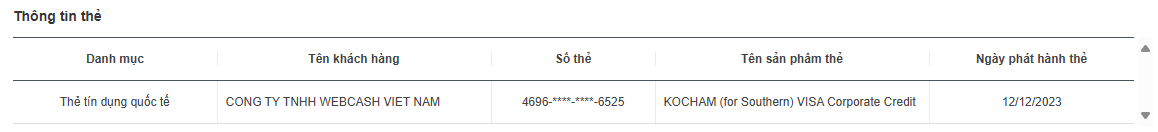 Thông tin thẻ
Danh mục Tên khách hàng Số thẻ Tên sản phẩm thẻ Ngày phát hành thẻ
Thẻ tín dụng quốc tế CONG TY TNHH WEBCASH VIET NAM 4696-****-****-6525 KOCHAM (for Southern) VISA Corporate Credit 12/12/2023